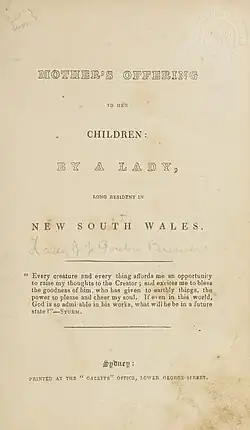 MOTHER'S OFFERING
TO HER
CHILDREN:
BY A LADY,
LONG RESIDENT IN
NEW SOUTH WALES.
" Every creature and every thing affords me an opportunity
to raise my thoughts to the Creator ; and excites me to bless
the goodness of him, who has given to earthly things, the
power to please and cheer my soul. If even in this world,
God is so admirable in his works, what will he be in a future
state ?"—STURM.
Sydney:
PRINTED AT THE " GAZETTE" OFFICE, LOWER GEORGE-STREET.